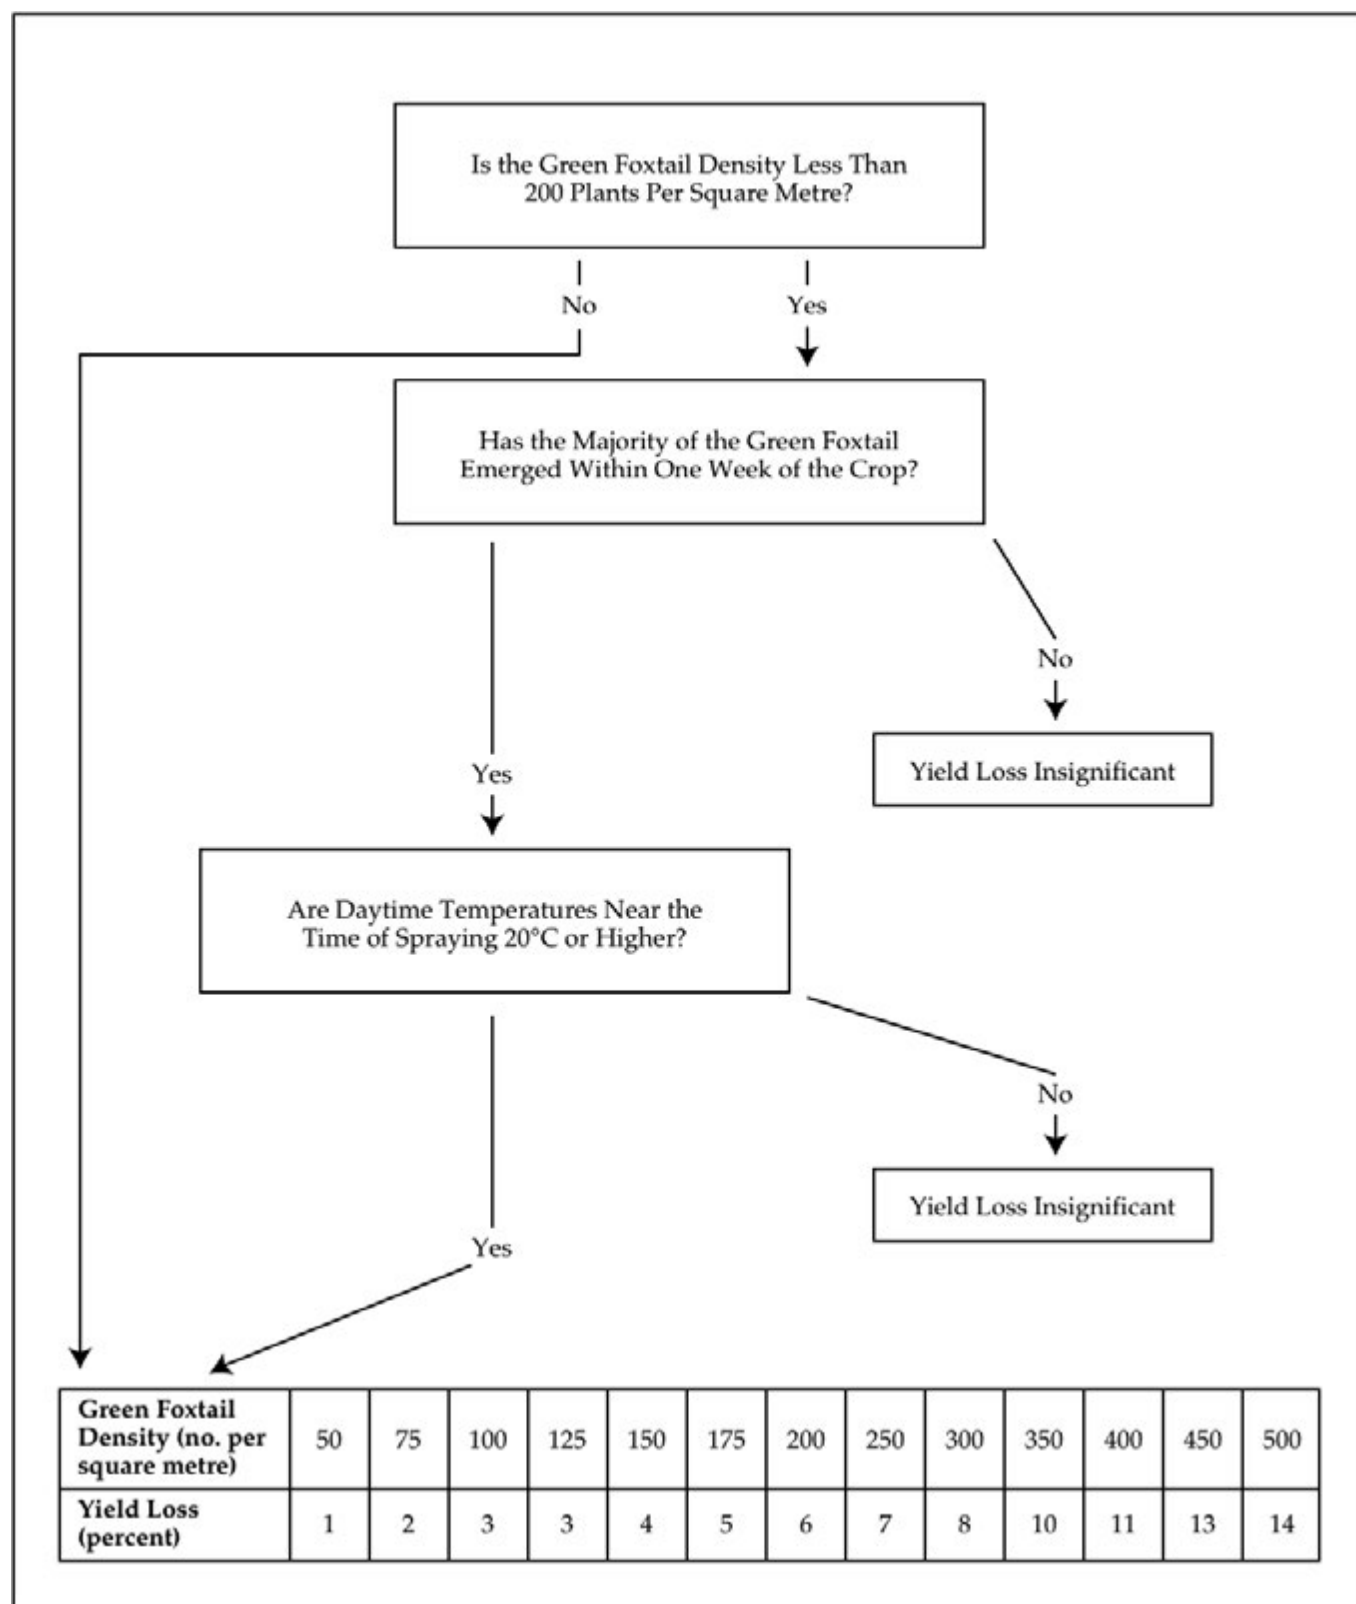 Is the Green Foxtail Density Less Than
200 Plants Per Square Metre?
No
Yes
Has the Majority of the Green Foxtail
Emerged Within One Week of the Crop?
No
Yield Loss Insignificant
Yes
Are Daytime Temperatures Near the
Time of Spraying 20°C or Higher?
No
Yield Loss Insignificant
Yes
Green Foxtail
Density (no. per
square metre)
50 75 100 125 150 175 200 250 300 350 400 450 500
Yield Loss
(percent)
1 2 3 3 4 5 6 7 8 10 11 13 14